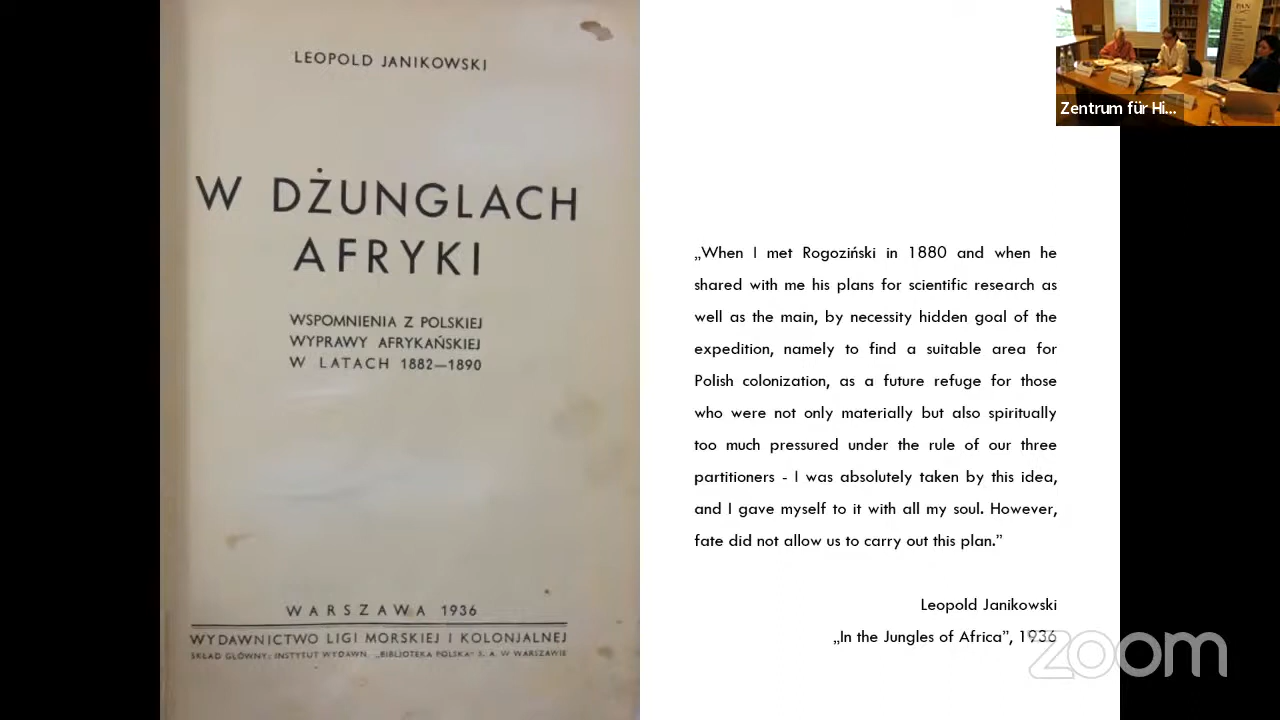 LEOPOLD JANIKOWSKI
W DŻUNGLACH
AFRYKI
WSPOMNIENIA Z POLSKIEJ
WYPRAWY AFRYKAŃSKIEJ
W LATACH 1882—1890
WARSZAWA 1936
WYDAWNICTWO LIGI MORSKIEJ I KOLONJALNEJ
SKŁAD GŁÓWNY: INSTYTUT WYDAWN. „BIBLJOTEKA POLSKA" S. A. W WARSZAWIE
„When I met Rogoziński in 1880 and when he
shared with me his plans for scientific research as
well as the main, by necessity hidden goal of the
expedition, namely to find a suitable area for
Polish colonization, as a future refuge for those
who were not only materially but also spiritually
too much pressured under the rule of our three
partitioners - I was absolutely taken by this idea,
and I gave myself to it with all my soul. However,
fate did not allow us to carry out this plan.”
Leopold Janikowski
„In the Jungles of Africa”, 1936
PAN
Zentrum für Hi...
zoom